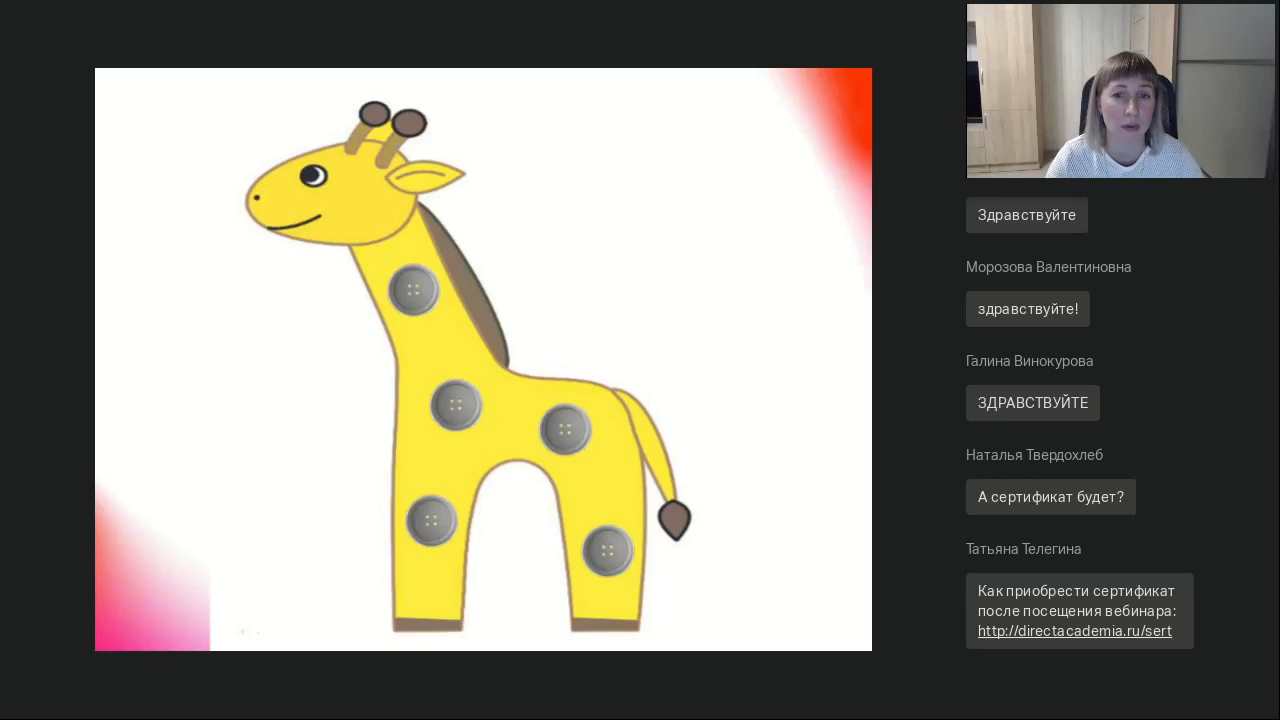 Здравствуйте
Морозова Валентиновна
здравствуйте!
Галина Винокурова
ЗДРАВСТВУЙТЕ
Наталья Твердохлеб
А сертификат будет?
Татьяна Телегина
Как приобрести сертификат
после посещения вебинара:
http://directacademia.ru/sert